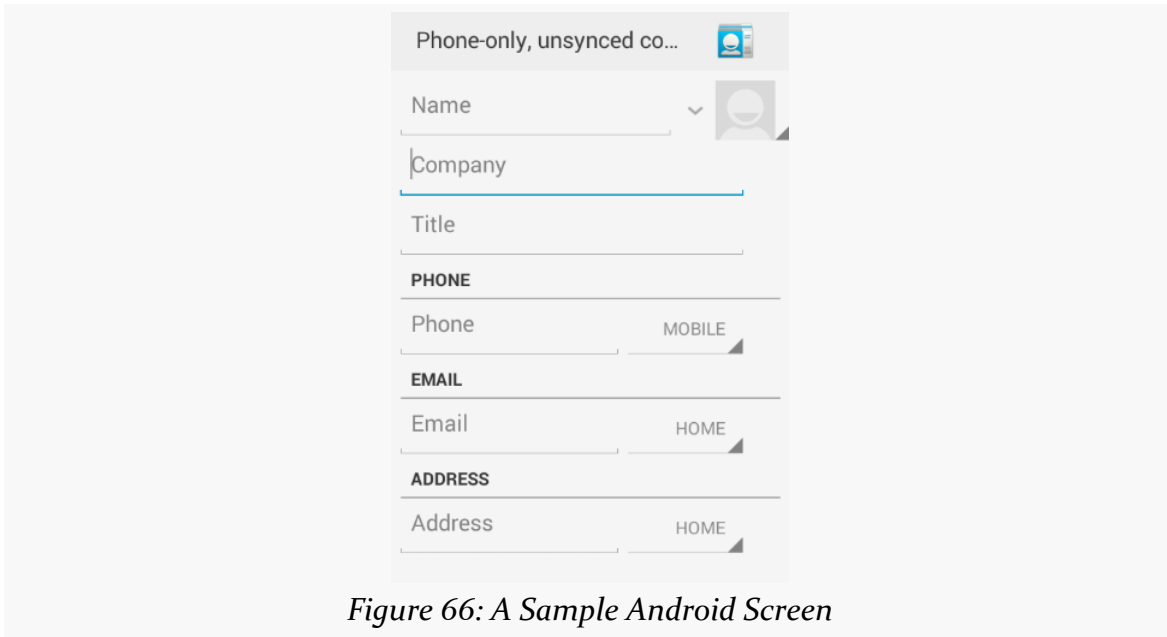 Phone-only, unsynced co...
Name
Company
Title
PHONE
Phone MOBILE
EMAIL
Email HOME
ADDRESS
Address HOME
Figure 66: A Sample Android Screen